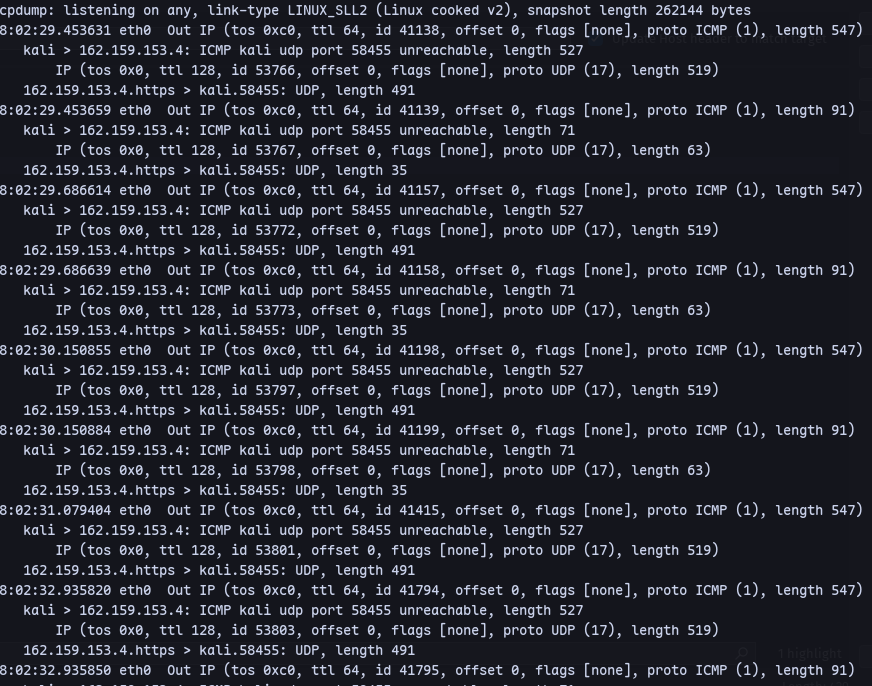 cpdump: listening on any, link-type LINUX_SLL2 (Linux cooked v2), snapshot length 262144 bytes
8:02:29.453631 eth0  Out IP (tos 0xc0, ttl 64, id 41138, offset 0, flags [none], proto ICMP (1), length 547)
kali > 162.159.153.4: ICMP kali udp port 58455 unreachable, length 527
IP (tos 0x0, ttl 128, id 53766, offset 0, flags [none], proto UDP (17), length 519)
162.159.153.4.https > kali.58455: UDP, length 491
8:02:29.453659 eth0  Out IP (tos 0xc0, ttl 64, id 41139, offset 0, flags [none], proto ICMP (1), length 91)
kali > 162.159.153.4: ICMP kali udp port 58455 unreachable, length 71
IP (tos 0x0, ttl 128, id 53767, offset 0, flags [none], proto UDP (17), length 63)
162.159.153.4.https > kali.58455: UDP, length 35
8:02:29.686614 eth0  Out IP (tos 0xc0, ttl 64, id 41157, offset 0, flags [none], proto ICMP (1), length 547)
kali > 162.159.153.4: ICMP kali udp port 58455 unreachable, length 527
IP (tos 0x0, ttl 128, id 53772, offset 0, flags [none], proto UDP (17), length 519)
162.159.153.4.https > kali.58455: UDP, length 491
8:02:29.686639 eth0  Out IP (tos 0xc0, ttl 64, id 41158, offset 0, flags [none], proto ICMP (1), length 91)
kali > 162.159.153.4: ICMP kali udp port 58455 unreachable, length 71
IP (tos 0x0, ttl 128, id 53773, offset 0, flags [none], proto UDP (17), length 63)
162.159.153.4.https > kali.58455: UDP, length 35
8:02:30.150855 eth0  Out IP (tos 0xc0, ttl 64, id 41198, offset 0, flags [none], proto ICMP (1), length 547)
kali > 162.159.153.4: ICMP kali udp port 58455 unreachable, length 527
IP (tos 0x0, ttl 128, id 53797, offset 0, flags [none], proto UDP (17), length 519)
162.159.153.4.https > kali.58455: UDP, length 491
8:02:30.150884 eth0  Out IP (tos 0xc0, ttl 64, id 41199, offset 0, flags [none], proto ICMP (1), length 91)
kali > 162.159.153.4: ICMP kali udp port 58455 unreachable, length 71
IP (tos 0x0, ttl 128, id 53798, offset 0, flags [none], proto UDP (17), length 63)
162.159.153.4.https > kali.58455: UDP, length 35
8:02:31.079404 eth0  Out IP (tos 0xc0, ttl 64, id 41415, offset 0, flags [none], proto ICMP (1), length 547)
kali > 162.159.153.4: ICMP kali udp port 58455 unreachable, length 527
IP (tos 0x0, ttl 128, id 53801, offset 0, flags [none], proto UDP (17), length 519)
162.159.153.4.https > kali.58455: UDP, length 491
8:02:32.935820 eth0  Out IP (tos 0xc0, ttl 64, id 41794, offset 0, flags [none], proto ICMP (1), length 547)
kali > 162.159.153.4: ICMP kali udp port 58455 unreachable, length 527
IP (tos 0x0, ttl 128, id 53803, offset 0, flags [none], proto UDP (17), length 519)
162.159.153.4.https > kali.58455: UDP, length 491
1 highlight
8:02:32.935850 eth0  Out IP (tos 0xc0, ttl 64, id 41795, offset 0, flags [none], proto ICMP (1), length 91)